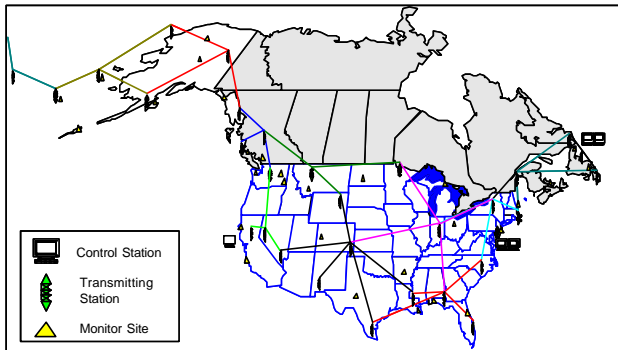 Control Station
Transmitting
Station
Monitor Site